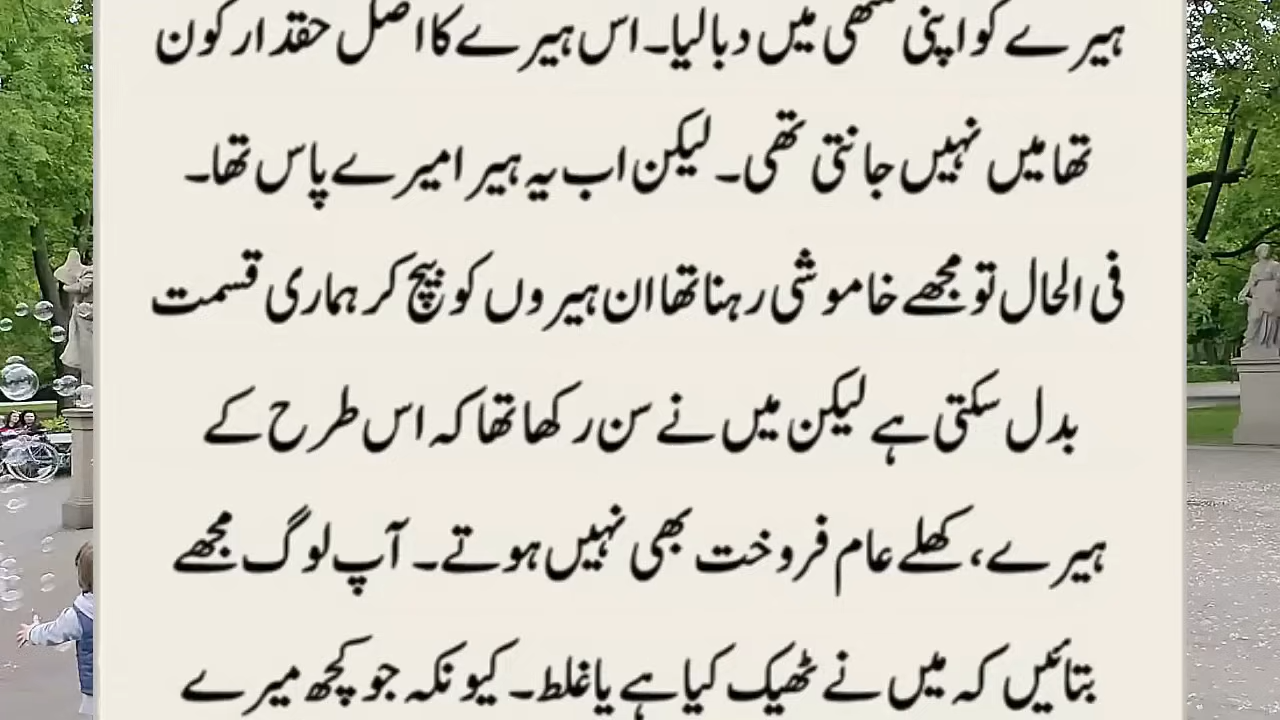 ہیرے کو اپنی مٹھی میں دبا لیا۔ اس ہیرے کا اصل حقدار کون
تھا میں نہیں جانتی تھی۔ لیکن اب یہ ہیرا میرے پاس تھا۔
فی الحال تو مجھے خاموشی رہنا تھا ان ہیروں کو بیچ کر ہماری قسمت
بدل سکتی ہے لیکن میں نے سن رکھا تھا کہ اس طرح کے
ہیرے، کھلے عام فروخت بھی نہیں ہوتے۔ آپ لوگ مجھے
بتائیں کہ میں نے ٹھیک کیا ہے یا غلط۔ کیونکہ جو کچھ میرے